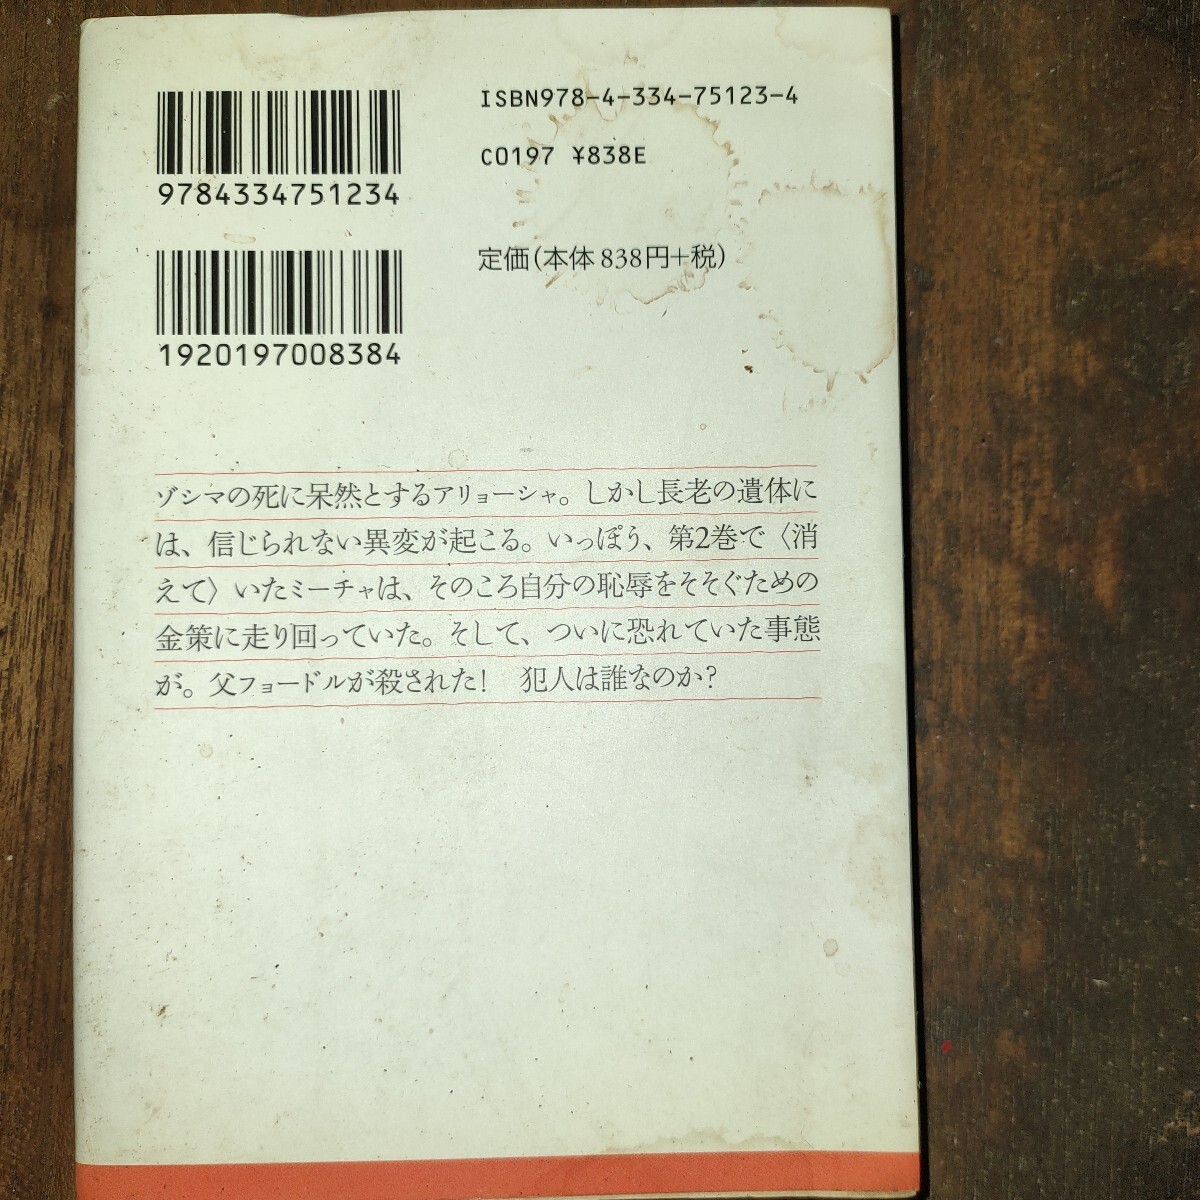 ISBN978-4-334-75123-4
C0197 ¥838E
9784334751234
定価(本体838円+税)
1920197008384
ゾシマの死に呆然とするアリョーシャ。しかし長老の遺体に
は、信じられない異変が起こる。いっぽう、第2巻で〈消
えて〉いたミーチャは、そのころ自分の恥辱をそそぐための
金策に走り回っていた。そして、ついに恐れていた事態
が。父フョードルが殺された!　犯人は誰なのか?